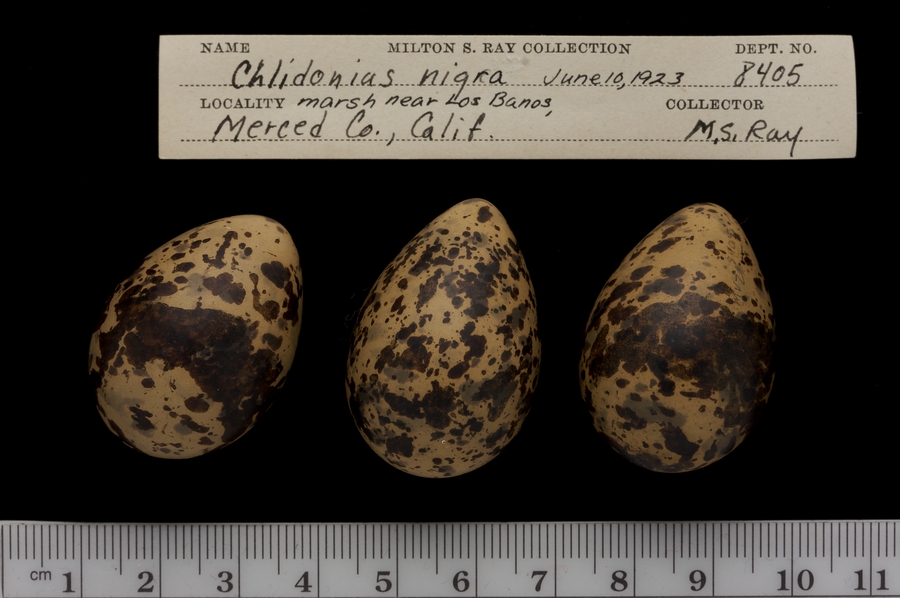 NAME MILTON S. RAY COLLECTION DEPT. NO.
Chlidonias nigra June 10, 1923 8405
LOCALITY marsh near Los Banos, COLLECTOR
Merced Co., Calif. M.S. Ray
cm 1 2 3 4 5 6 7 8 9 10 11